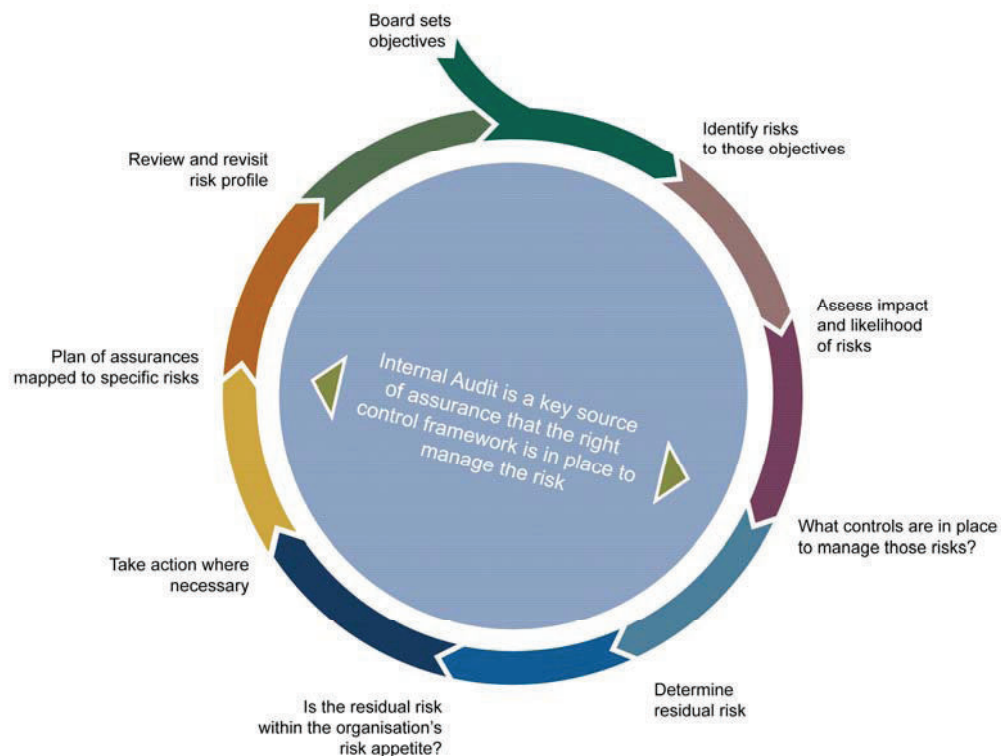 Board sets
objectives
Identify risks
to those objectives
Assess impact
and likelihood
of risks
What controls are in place
to manage those risks?
Determine
residual risk
Is the residual risk
within the organisation's
risk appetite?
Take action where
necessary
Plan of assurances
mapped to specific risks
Review and revisit
risk profile
Internal Audit is a key source
of assurance that the right
control framework is in place to
manage the risk